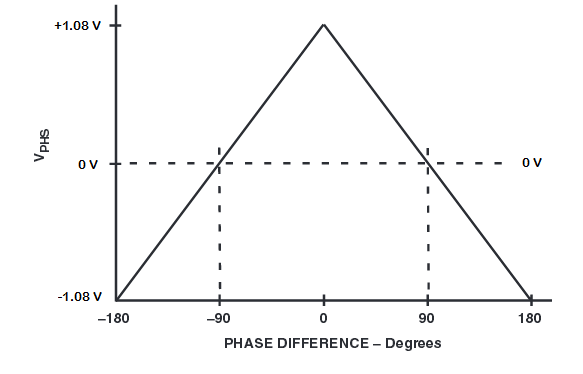 +1.08 V
VPHS
0 V
0 V
-1.08 V
–180
–90
0
90
180
PHASE DIFFERENCE – Degrees